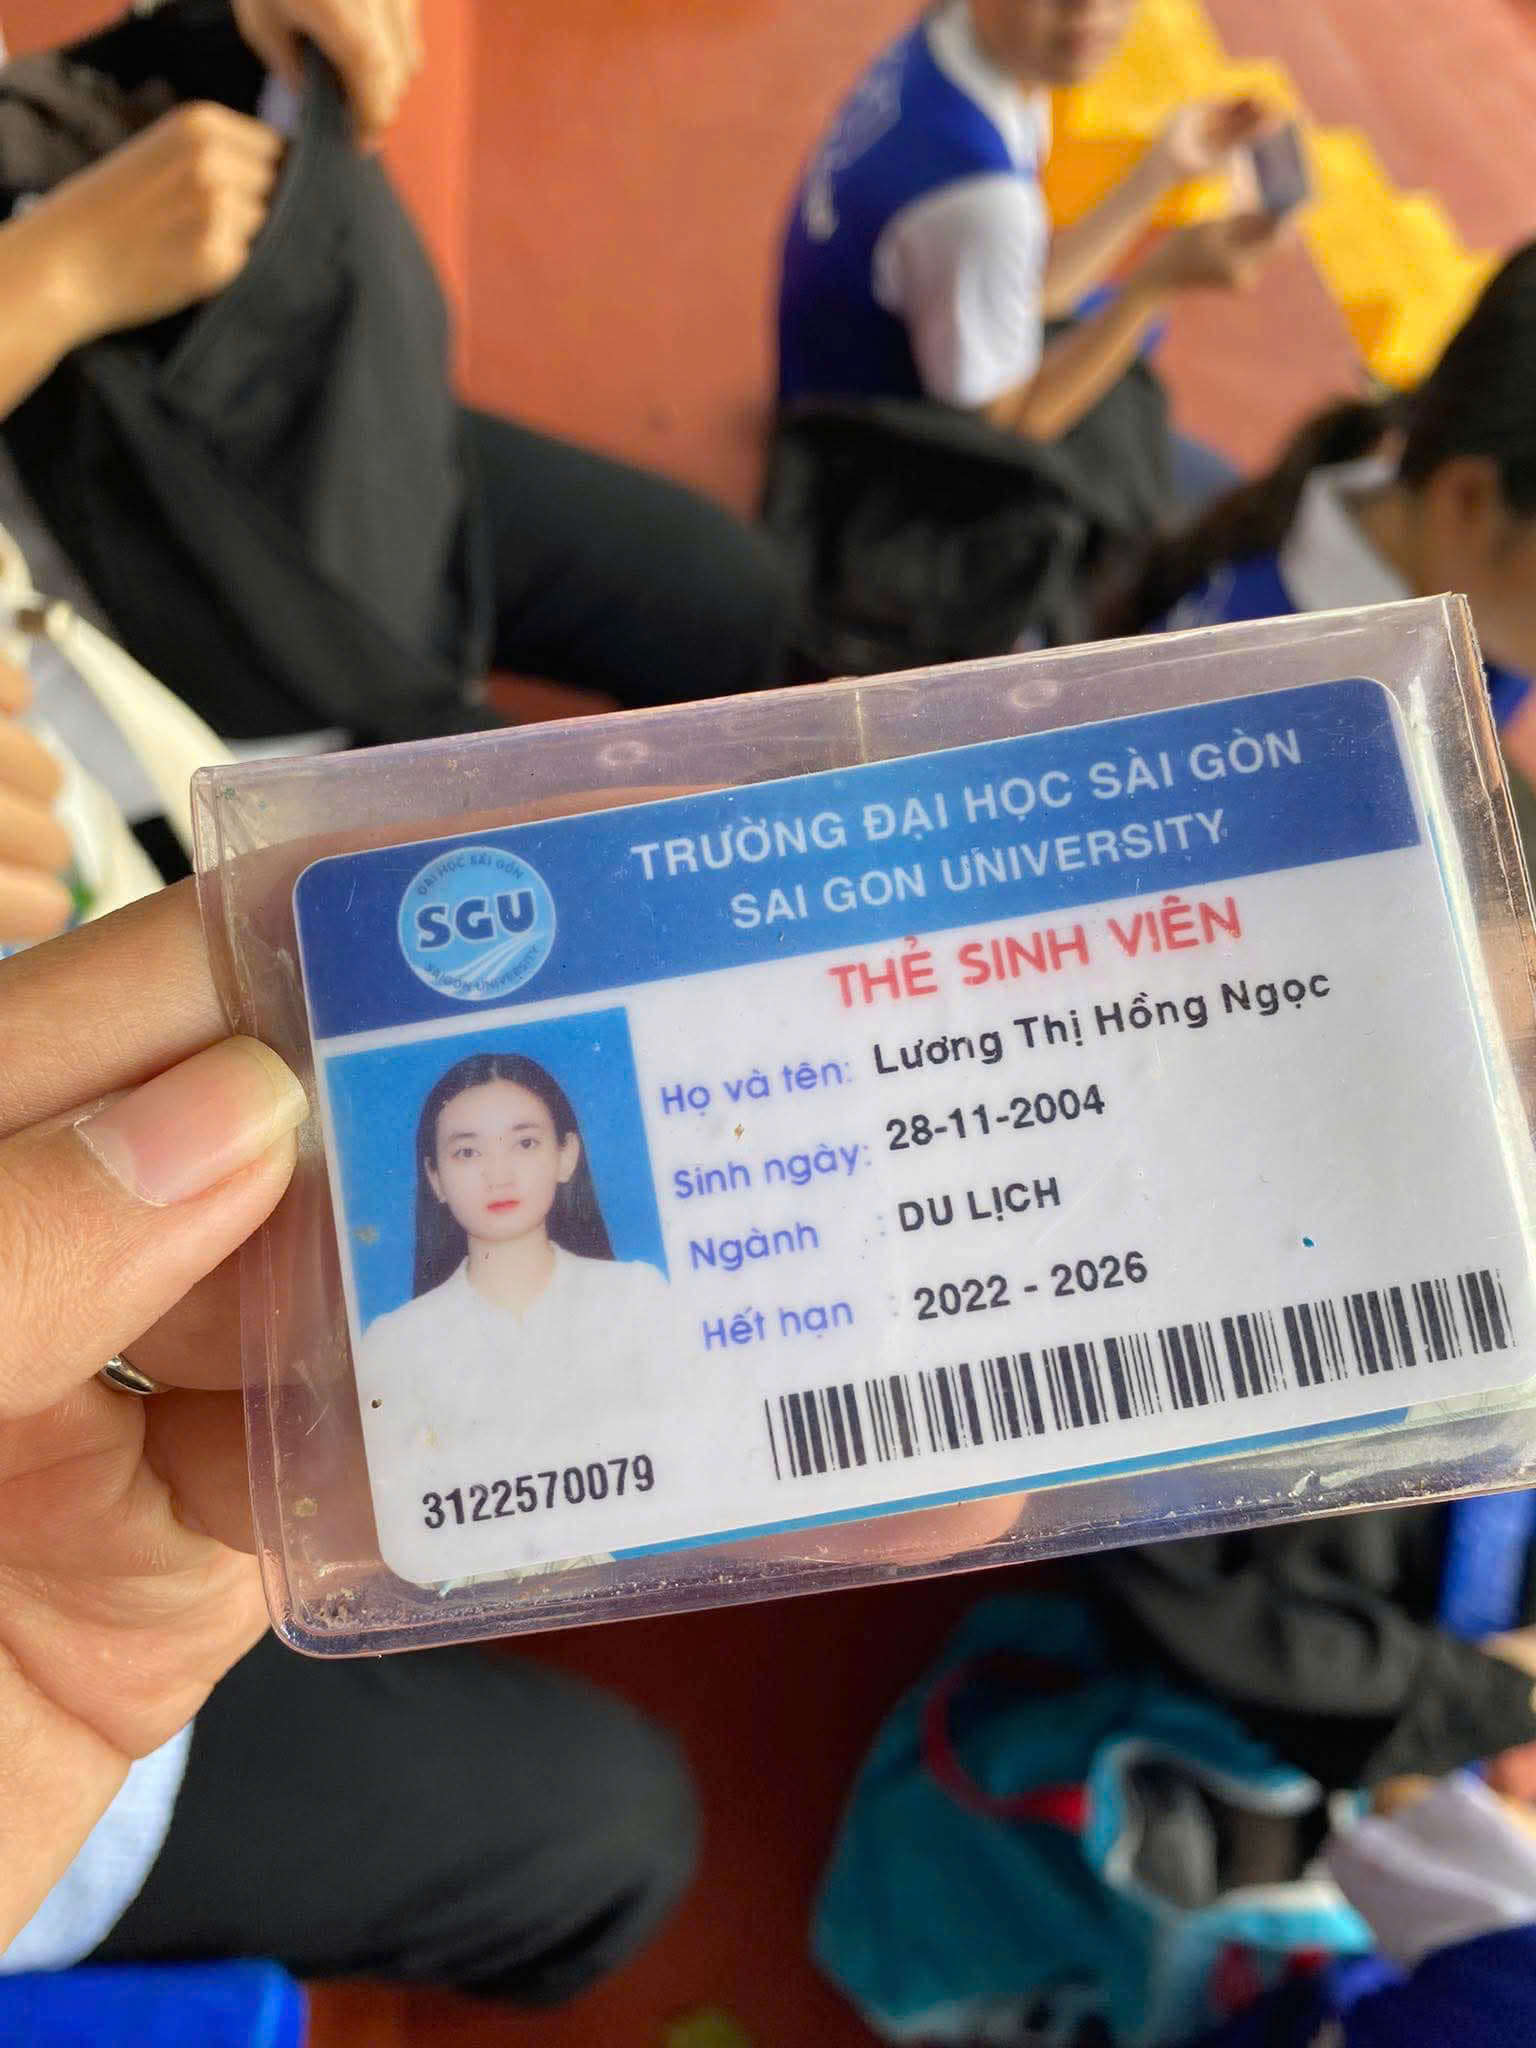 TRƯỜNG ĐẠI HỌC SÀI GÒN
SAI GON UNIVERSITY
ĐẠI HỌC SÀI GÒN
SGU
SAIGON UNIVERSITY
THẺ SINH VIÊN
Họ và tên: Lương Thị Hồng Ngọc
Sinh ngày: 28-11-2004
Ngành : DU LỊCH
Hết hạn : 2022 - 2026
3122570079